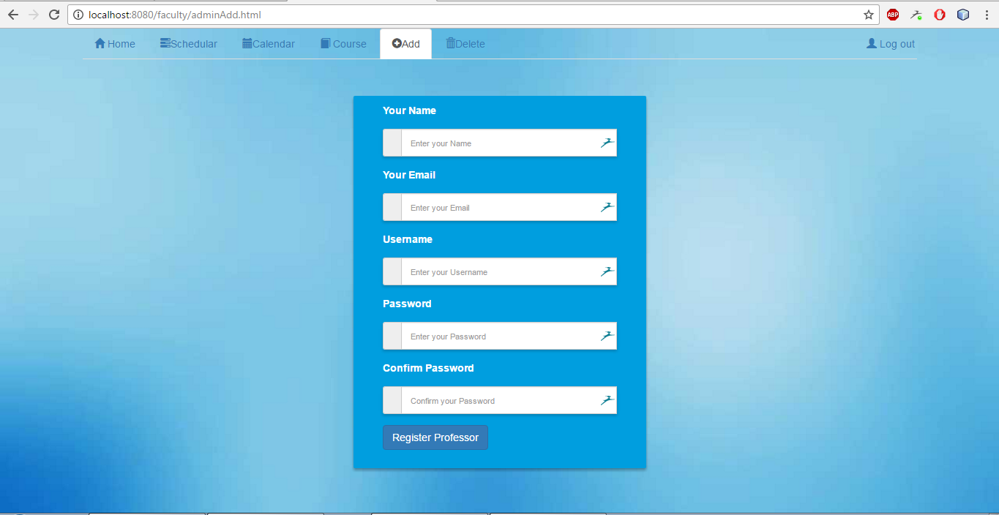 localhost:8080/faculty/adminAdd.html
ABP
Home Schedular Calendar Course Add Delete Log out
Your Name
Enter your Name
Your Email
Enter your Email
Username
Enter your Username
Password
Enter your Password
Confirm Password
Confirm your Password
Register Professor